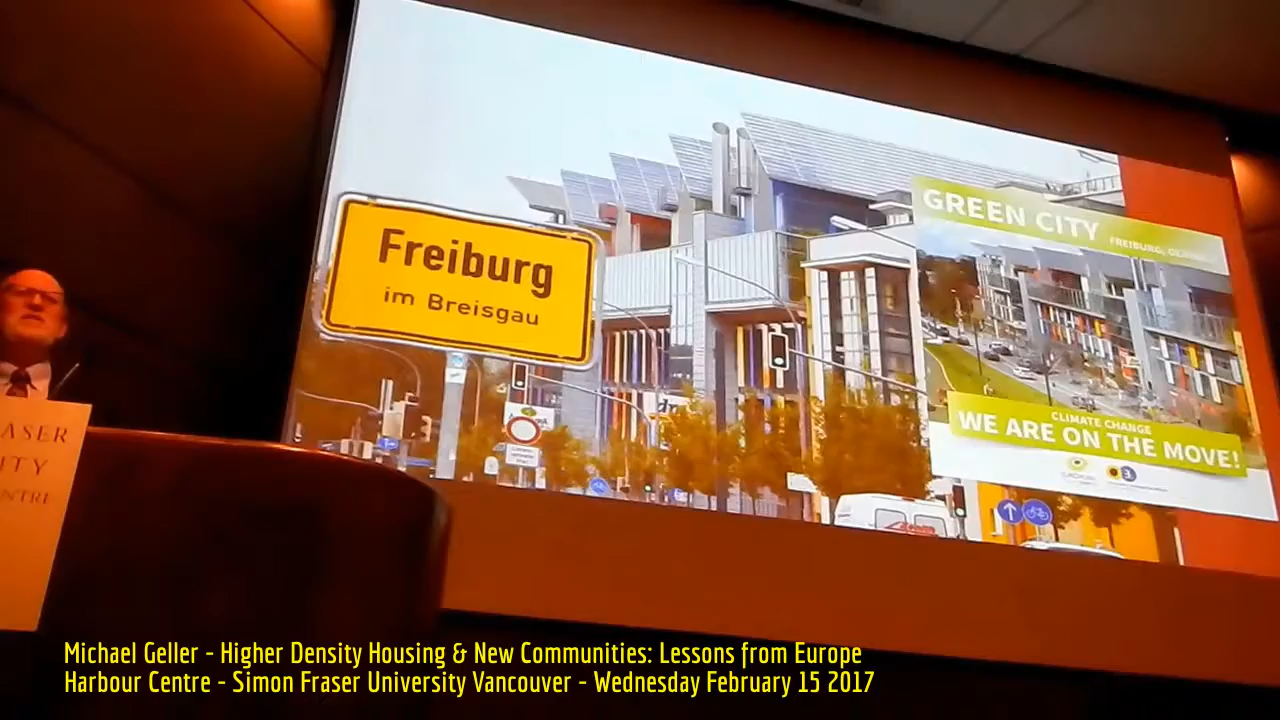 Freiburg
im Breisgau
GREEN CITY
FREIBURG,
CLIMATE CHANGE
WE ARE ON THE MOVE!
ASER
ITY
NTRE
Michael Geller - Higher Density Housing & New Communities: Lessons from Europe
Harbour Centre - Simon Fraser University Vancouver - Wednesday February 15 2017